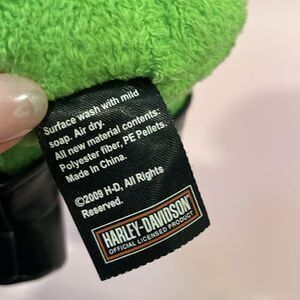 Surface wash with mild
soap. Air dry.
All new material contents:
Polyester fiber, PE Pellets.
Made in China.
©2009 H-D, All Rights
Reserved.
HARLEY-DAVIDSON
OFFICIAL LICENSED PRODUCT